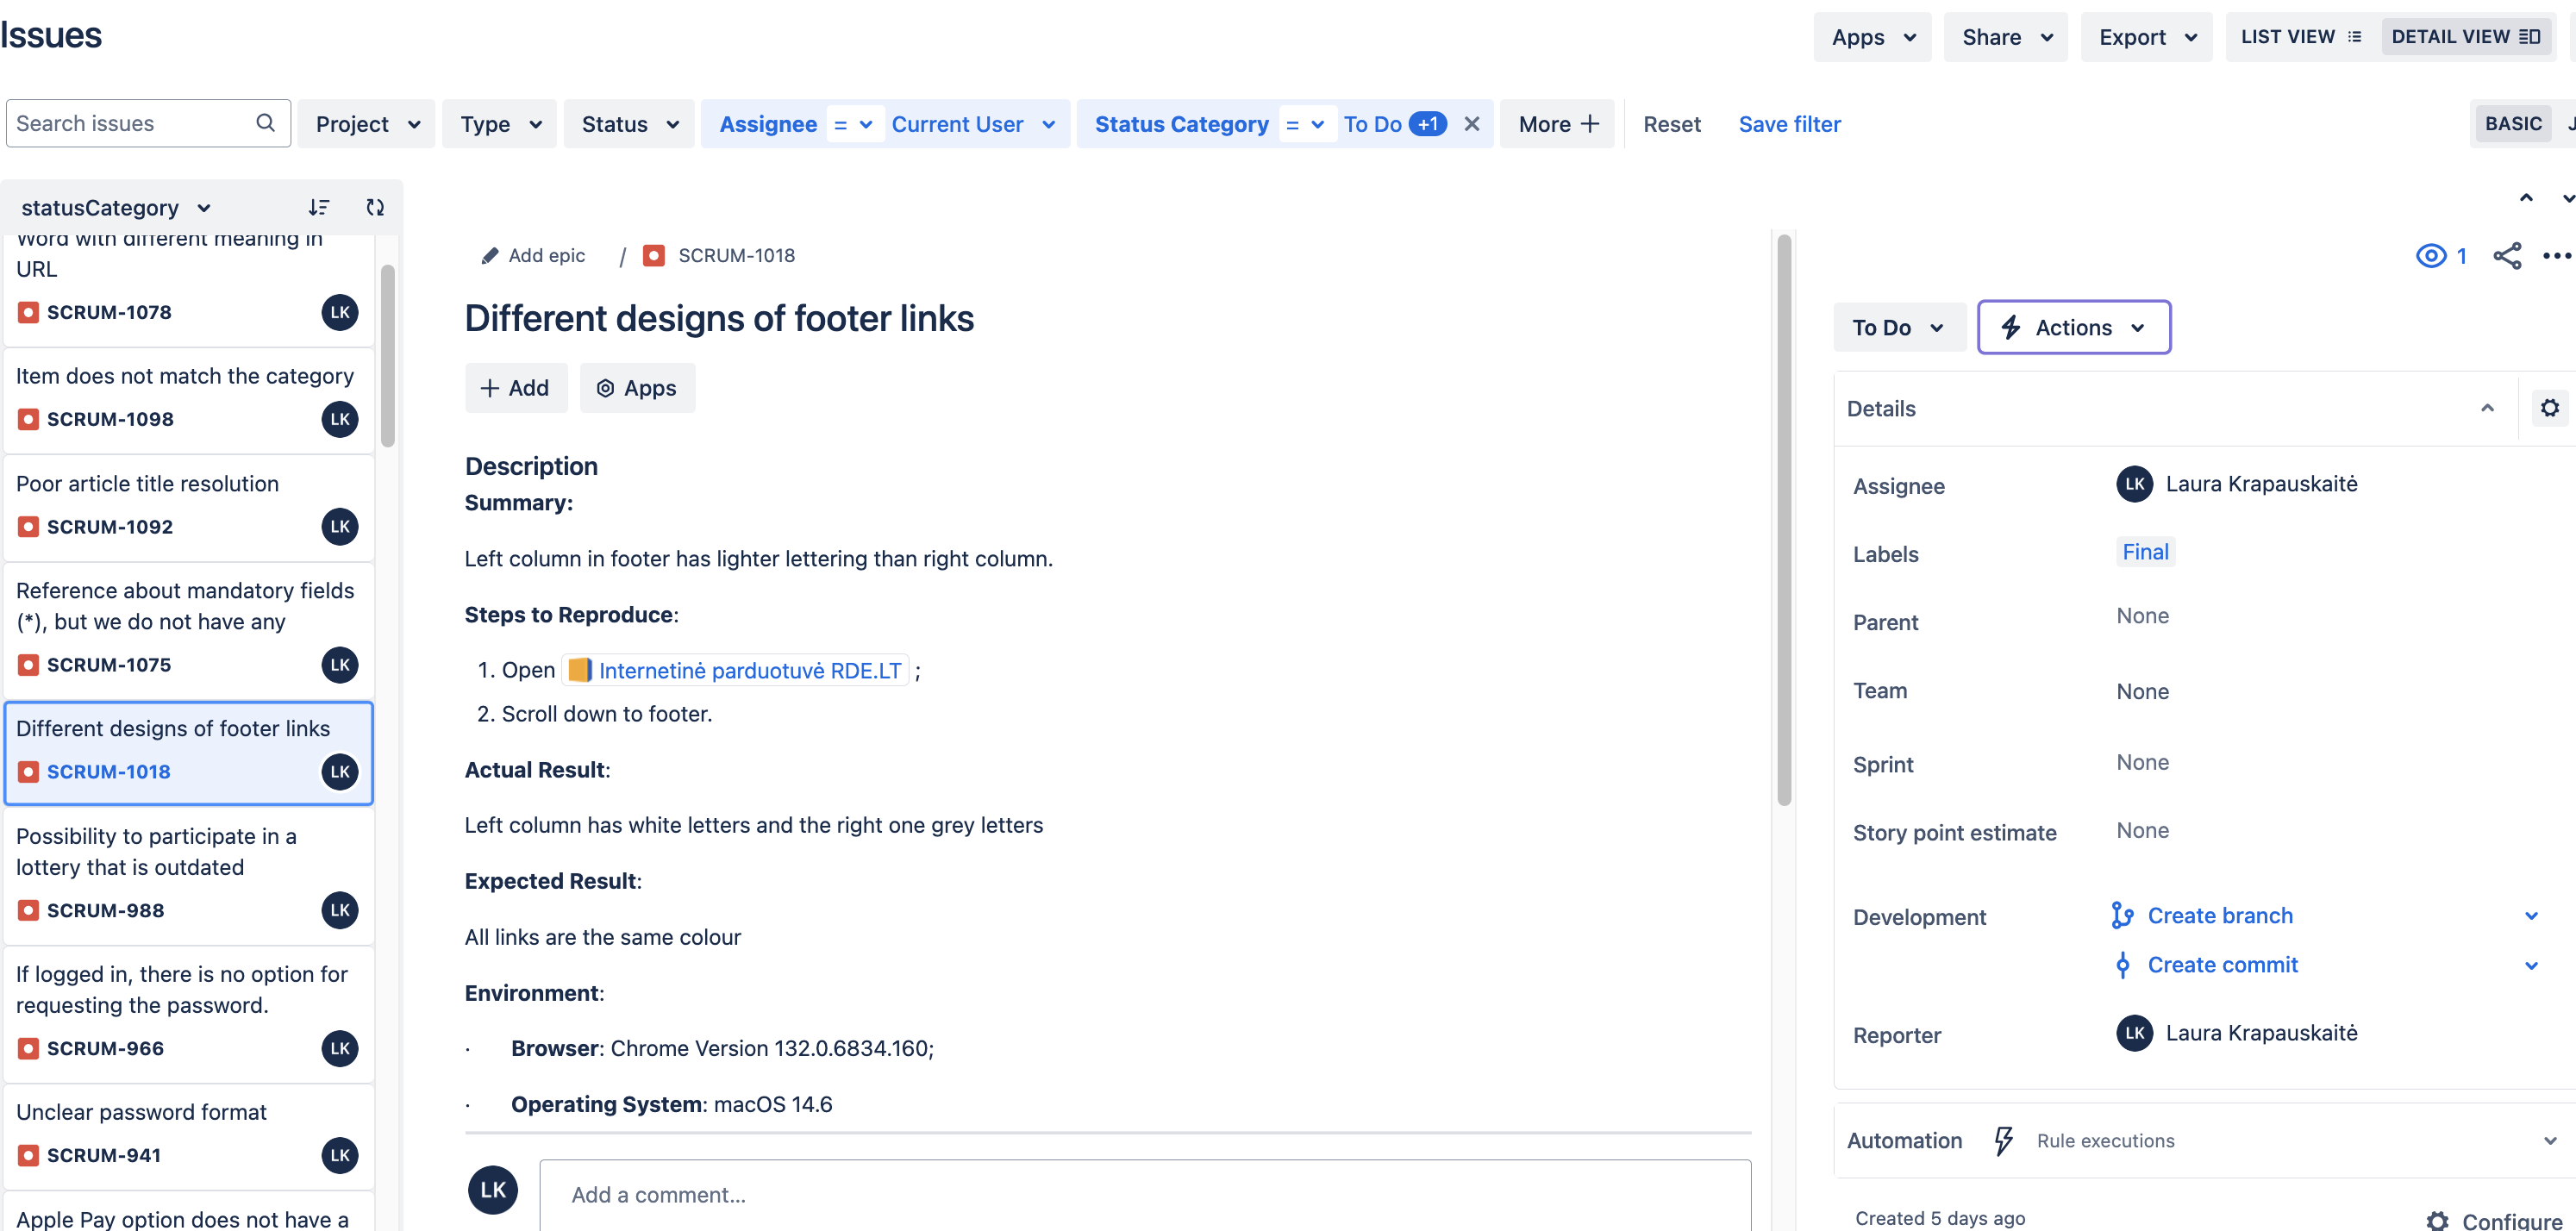 Issues
Apps
Share
Export
LIST VIEW
DETAIL VIEW
Search issues
Project
Type
Status
Assignee = Current User
Status Category = To Do +1
More
Reset
Save filter
BASIC
statusCategory
Word with different meaning in
URL
SCRUM-1078
LK
Item does not match the category
SCRUM-1098
LK
Poor article title resolution
SCRUM-1092
LK
Reference about mandatory fields
(*), but we do not have any
SCRUM-1075
LK
Different designs of footer links
SCRUM-1018
LK
Possibility to participate in a
lottery that is outdated
SCRUM-988
LK
If logged in, there is no option for
requesting the password.
SCRUM-966
LK
Unclear password format
SCRUM-941
LK
Apple Pay option does not have a
Add epic / SCRUM-1018
Different designs of footer links
Add
Apps
Description
Summary:
Left column in footer has lighter lettering than right column.
Steps to Reproduce:
1. Open Internetinė parduotuvė RDE.LT ;
2. Scroll down to footer.
Actual Result:
Left column has white letters and the right one grey letters
Expected Result:
All links are the same colour
Environment:
· Browser: Chrome Version 132.0.6834.160;
· Operating System: macOS 14.6
LK
Add a comment...
1
To Do
Actions
Details
Assignee
LK Laura Krapauskaitė
Labels
Final
Parent
None
Team
None
Sprint
None
Story point estimate
None
Development
Create branch
Create commit
Reporter
LK Laura Krapauskaitė
Automation
Rule executions
Created 5 days ago
Configure